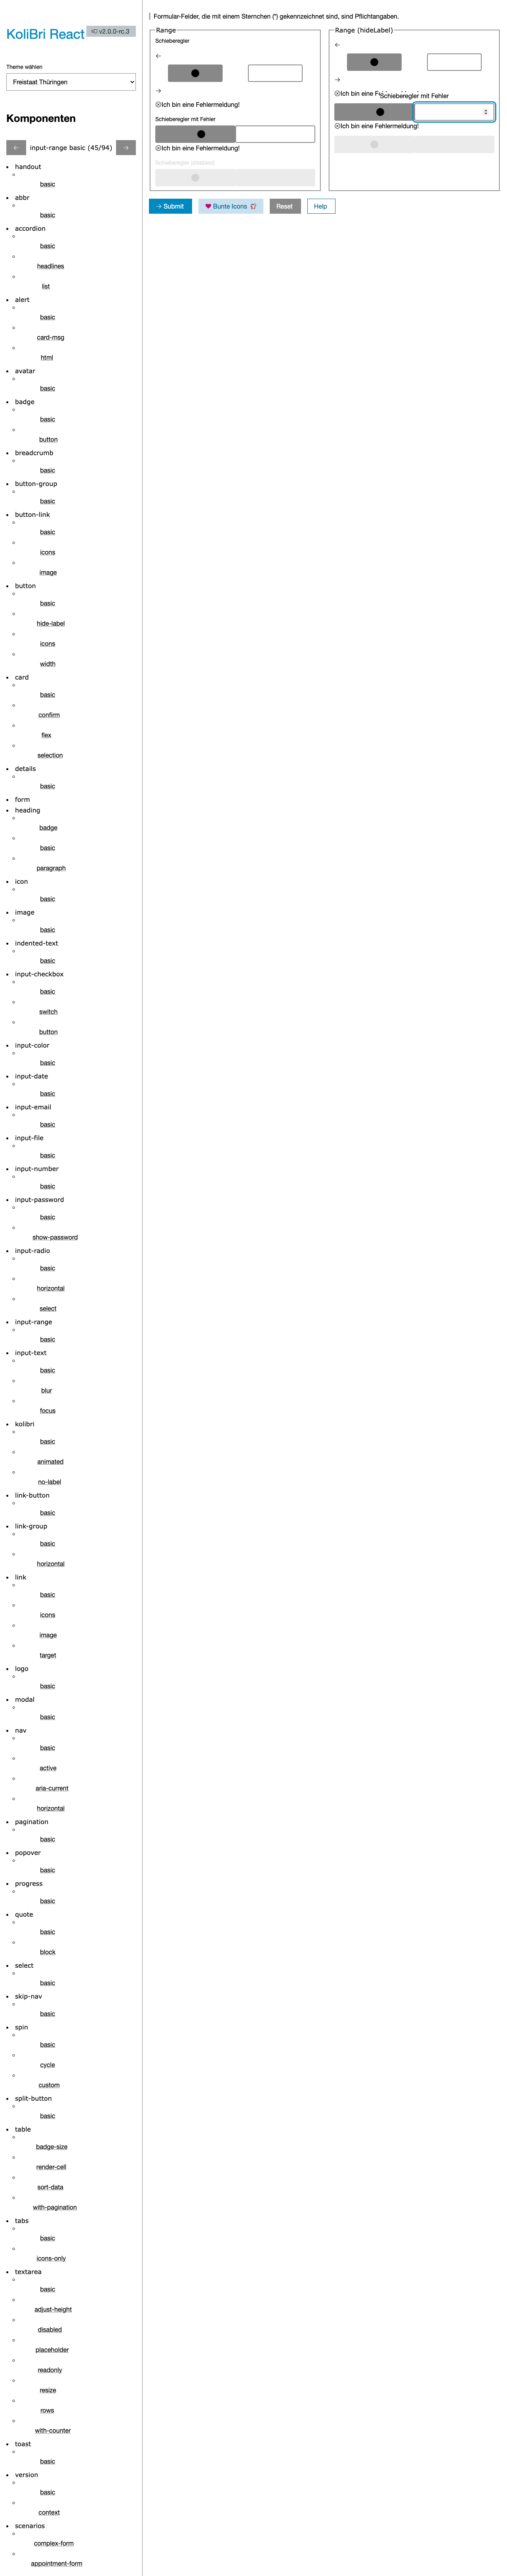 KoliBri React
v2.0.0-rc.3
Theme wählen
Freistaat Thüringen
Komponenten
← input-range basic (45/94) →
handout
basic
abbr
basic
accordion
basic
headlines
list
alert
basic
card-msg
html
avatar
basic
badge
basic
button
breadcrumb
basic
button-group
basic
button-link
basic
icons
image
button
basic
hide-label
icons
width
card
basic
confirm
flex
selection
details
basic
form
heading
badge
basic
paragraph
icon
basic
image
basic
indented-text
basic
input-checkbox
basic
switch
button
input-color
basic
input-date
basic
input-email
basic
input-file
basic
input-number
basic
input-password
basic
show-password
input-radio
basic
horizontal
select
input-range
basic
input-text
basic
blur
focus
kolibri
basic
animated
no-label
link-button
basic
link-group
basic
horizontal
link
basic
icons
image
target
logo
basic
modal
basic
nav
basic
active
aria-current
horizontal
pagination
basic
popover
basic
progress
basic
quote
basic
block
select
basic
skip-nav
basic
spin
basic
cycle
custom
split-button
basic
table
badge-size
render-cell
sort-data
with-pagination
tabs
basic
icons-only
textarea
basic
adjust-height
disabled
placeholder
readonly
resize
rows
with-counter
toast
basic
version
basic
context
scenarios
complex-form
appointment-form
Formular-Felder, die mit einem Sternchen (*) gekennzeichnet sind, sind Pflichtangaben.
Range
Schieberegler
Ich bin eine Fehlermeldung!
Schieberegler mit Fehler
Ich bin eine Fehlermeldung!
Schieberegler (disabled)
Range (hideLabel)
Ich bin eine
Schieberegler mit Fehler
Ich bin eine Fehlermeldung!
→ Submit
Bunte Icons
Reset
Help